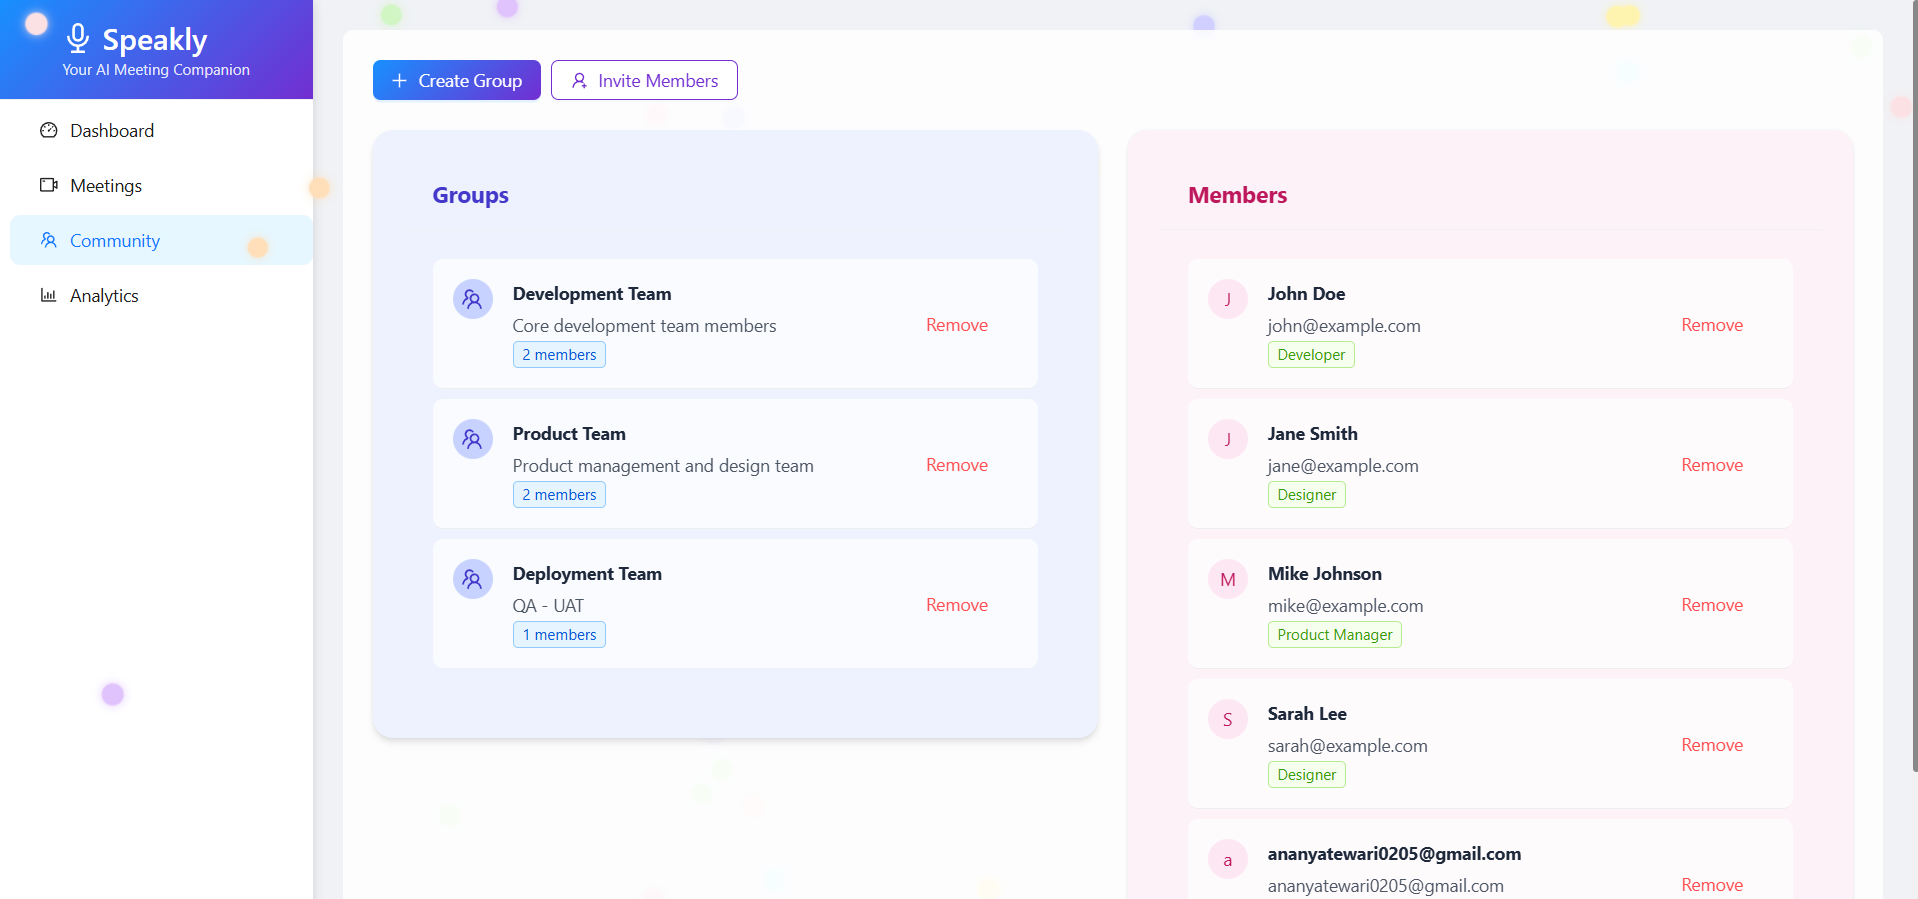 Speakly
Your AI Meeting Companion
Dashboard
Meetings
Community
Analytics
Create Group
Invite Members
Groups
Development Team
Core development team members
2 members
Remove
Product Team
Product management and design team
2 members
Remove
Deployment Team
QA - UAT
1 members
Remove
Members
J
John Doe
john@example.com
Developer
Remove
J
Jane Smith
jane@example.com
Designer
Remove
M
Mike Johnson
mike@example.com
Product Manager
Remove
S
Sarah Lee
sarah@example.com
Designer
Remove
a
ananyatewari0205@gmail.com
ananyatewari0205@gmail.com
Remove